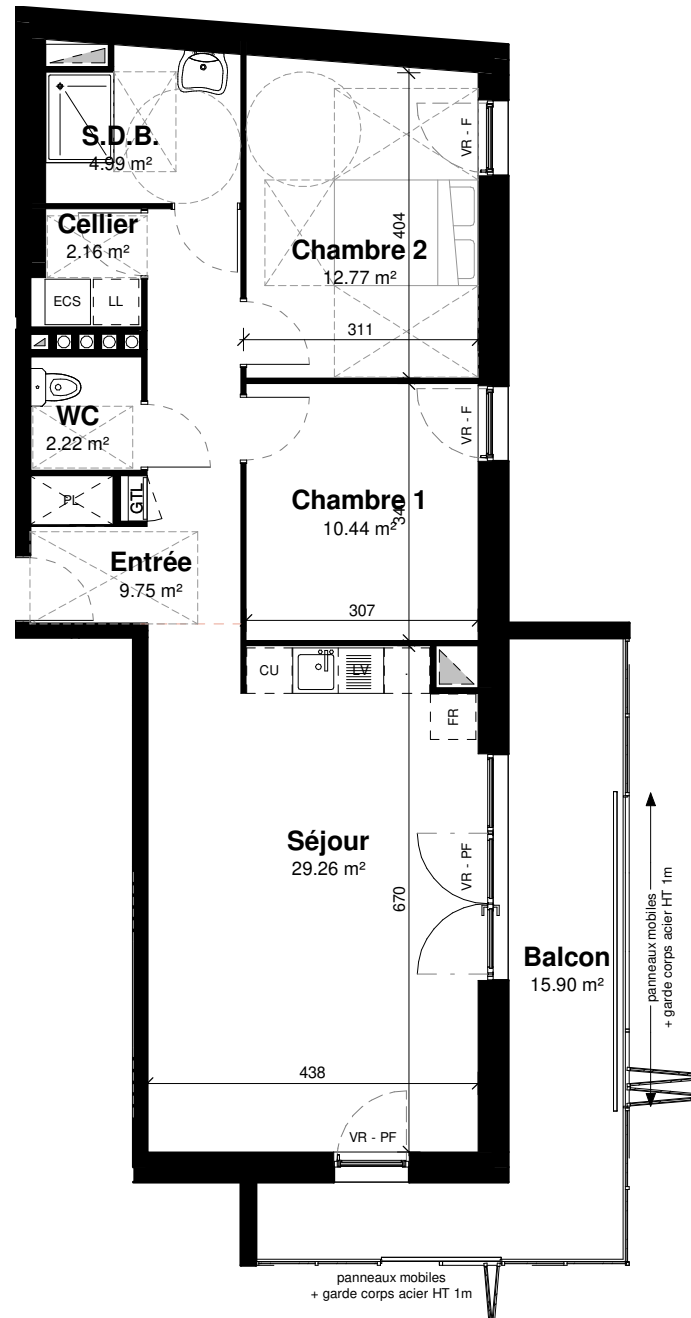 S.D.B.
4.99 m²
VR - F
Cellier
2.16 m²
404
Chambre 2
12.77 m²
ECS
LL
311
WC
2.22 m²
VR - F
PL
GTL
Chambre 1
10.44 m²
Entrée
9.75 m²
307
CU
LV
FR
Séjour
29.26 m²
VR - PF
670
panneaux mobiles
+ garde corps acier HT 1m
Balcon
15.90 m²
438
VR - PF
panneaux mobiles
+ garde corps acier HT 1m